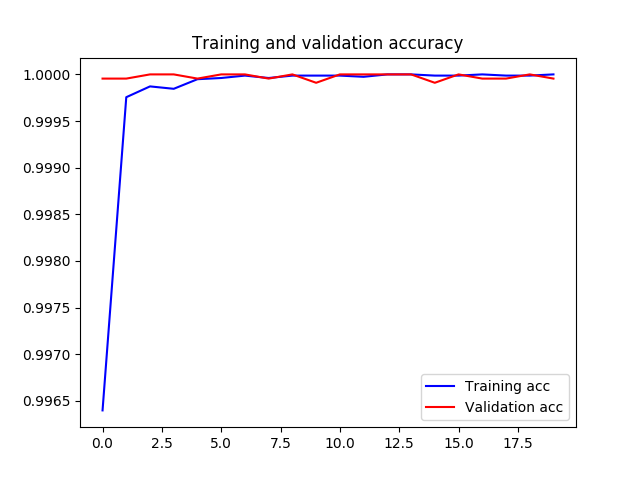 Training and validation accuracy
1.0000
0.9995
0.9990
0.9985
0.9980
0.9975
0.9970
0.9965
Training acc
Validation acc
0.0 2.5 5.0 7.5 10.0 12.5 15.0 17.5